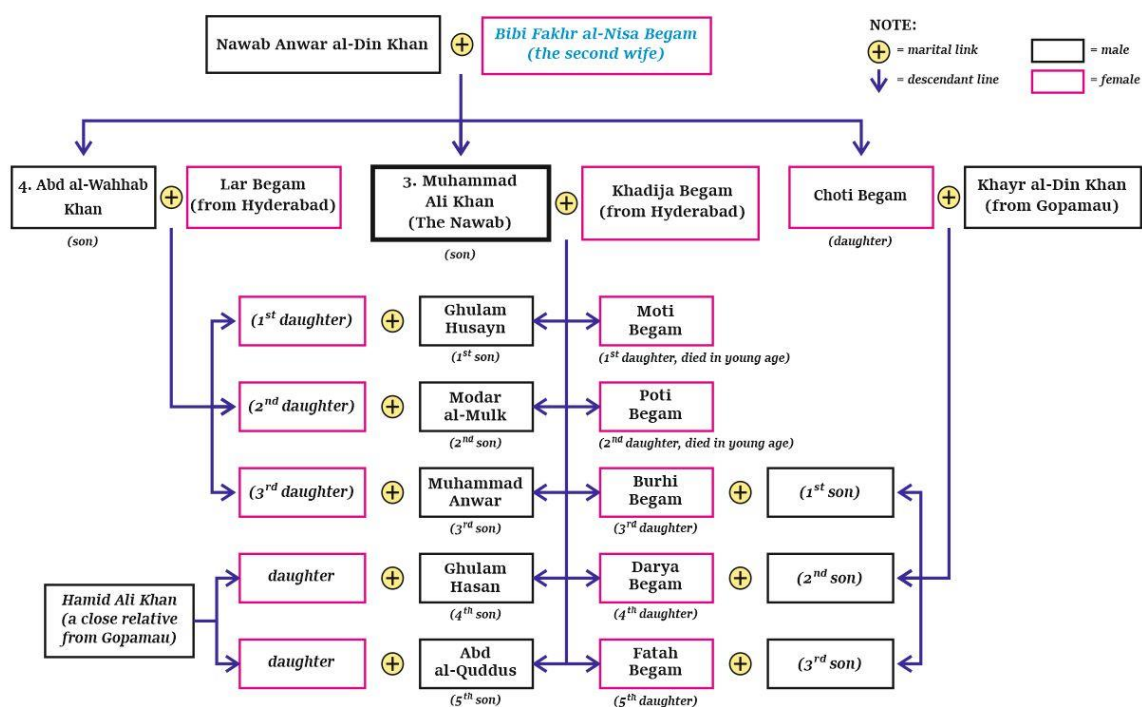 Nawab Anwar al-Din Khan
Bibi Fakhr al-Nisa Begam
(the second wife)
NOTE:
= marital link
= male
= descendant line
= female
4. Abd al-Wahhab
Khan
(son)
Lar Begam
(from Hyderabad)
3. Muhammad
Ali Khan
(The Nawab)
(son)
Khadija Begam
(from Hyderabad)
Choti Begam
(daughter)
Khayr al-Din Khan
(from Gopamau)
(1st daughter)
Ghulam
Husayn
(1st son)
Moti
Begam
(1st daughter, died in young age)
(2nd daughter)
Modar
al-Mulk
(2nd son)
Poti
Begam
(2nd daughter, died in young age)
(3rd daughter)
Muhammad
Anwar
(3rd son)
Burhi
Begam
(3rd daughter)
(1st son)
Hamid Ali Khan
(a close relative
from Gopamau)
daughter
Ghulam
Hasan
(4th son)
Darya
Begam
(4th daughter)
(2nd son)
daughter
Abd
al-Quddus
(5th son)
Fatah
Begam
(5th daughter)
(3rd son)